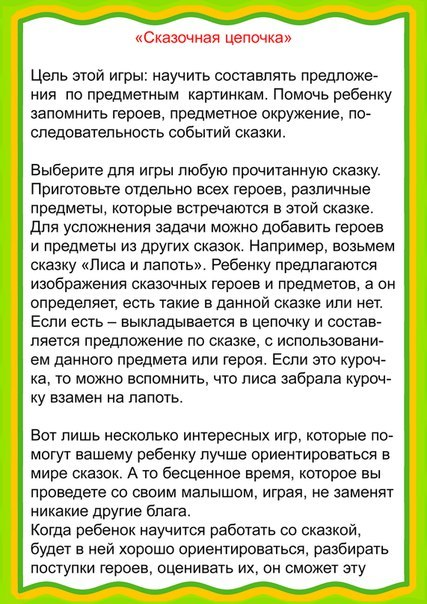 «Сказочная цепочка»
Цель этой игры: научить составлять предложе-
ния по предметным картинкам. Помочь ребенку
запомнить героев, предметное окружение, по-
следовательность событий сказки.
Выберите для игры любую прочитанную сказку.
Приготовьте отдельно всех героев, различные
предметы, которые встречаются в этой сказке.
Для усложнения задачи можно добавить героев
и предметы из других сказок. Например, возьмем
сказку «Лиса и лапоть». Ребенку предлагаются
изображения сказочных героев и предметов, а он
определяет, есть такие в данной сказке или нет.
Если есть – выкладывается в цепочку и состав-
ляется предложение по сказке, с использовани-
ем данного предмета или героя. Если это куроч-
ка, то можно вспомнить, что лиса забрала куроч-
ку взамен на лапоть.
Вот лишь несколько интересных игр, которые по-
могут вашему ребенку лучше ориентироваться в
мире сказок. А то бесценное время, которое вы
проведете со своим малышом, играя, не заменят
никакие другие блага.
Когда ребенок научится работать со сказкой,
будет в ней хорошо ориентироваться, разбирать
поступки героев, оценивать их, он сможет эту